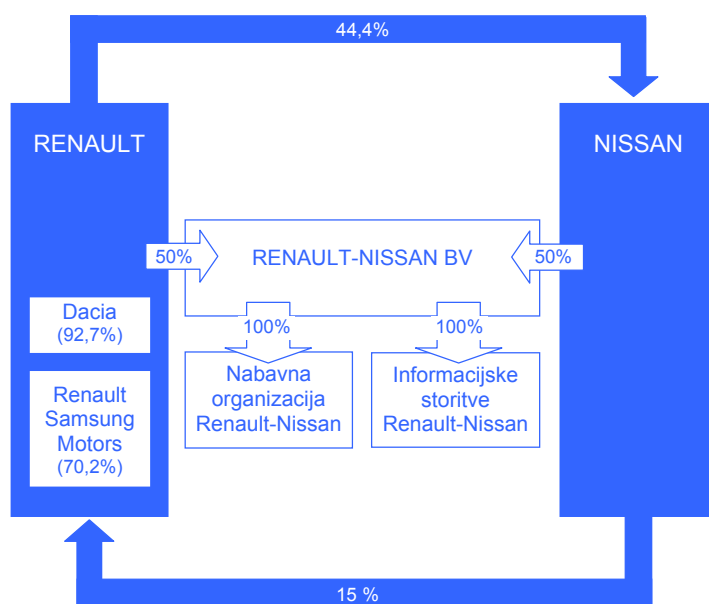 44,4%
RENAULT
NISSAN
50%
RENAULT-NISSAN BV
50%
Dacia
(92,7%)
100%
100%
Nabavna
organizacija
Renault-Nissan
Informacijske
storitve
Renault-Nissan
Renault
Samsung
Motors
(70,2%)
15 %